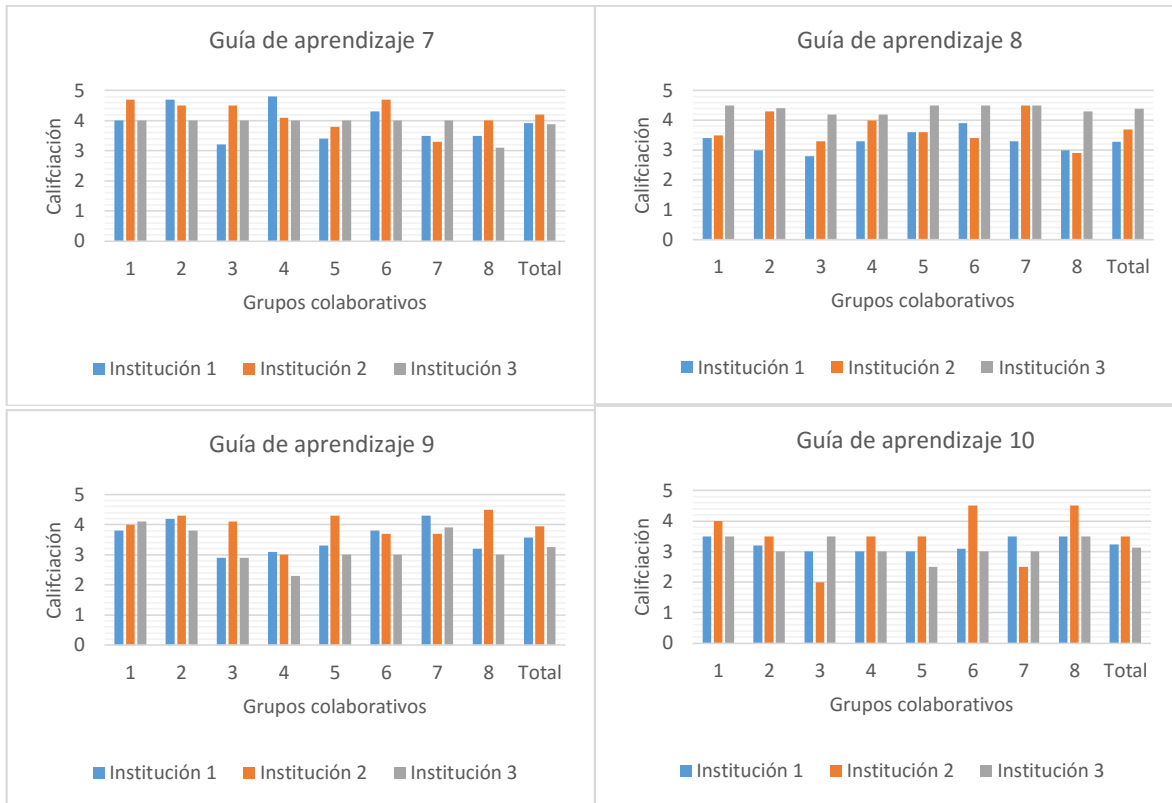 Guía de aprendizaje 7
5
4
3
2
1
0
Califciación
1 2 3 4 5 6 7 8 Total
Grupos colaborativos
Institución 1 Institución 2 Institución 3
Guía de aprendizaje 8
5
4
3
2
1
0
Califciación
1 2 3 4 5 6 7 8 Total
Grupos colaborativos
Institución 1 Institución 2 Institución 3
Guía de aprendizaje 9
5
4
3
2
1
0
Califciación
1 2 3 4 5 6 7 8 Total
Grupos colaborativos
Institución 1 Institución 2 Institución 3
Guía de aprendizaje 10
5
4
3
2
1
0
Califciación
1 2 3 4 5 6 7 8 Total
Grupos colaborativos
Institución 1 Institución 2 Institución 3